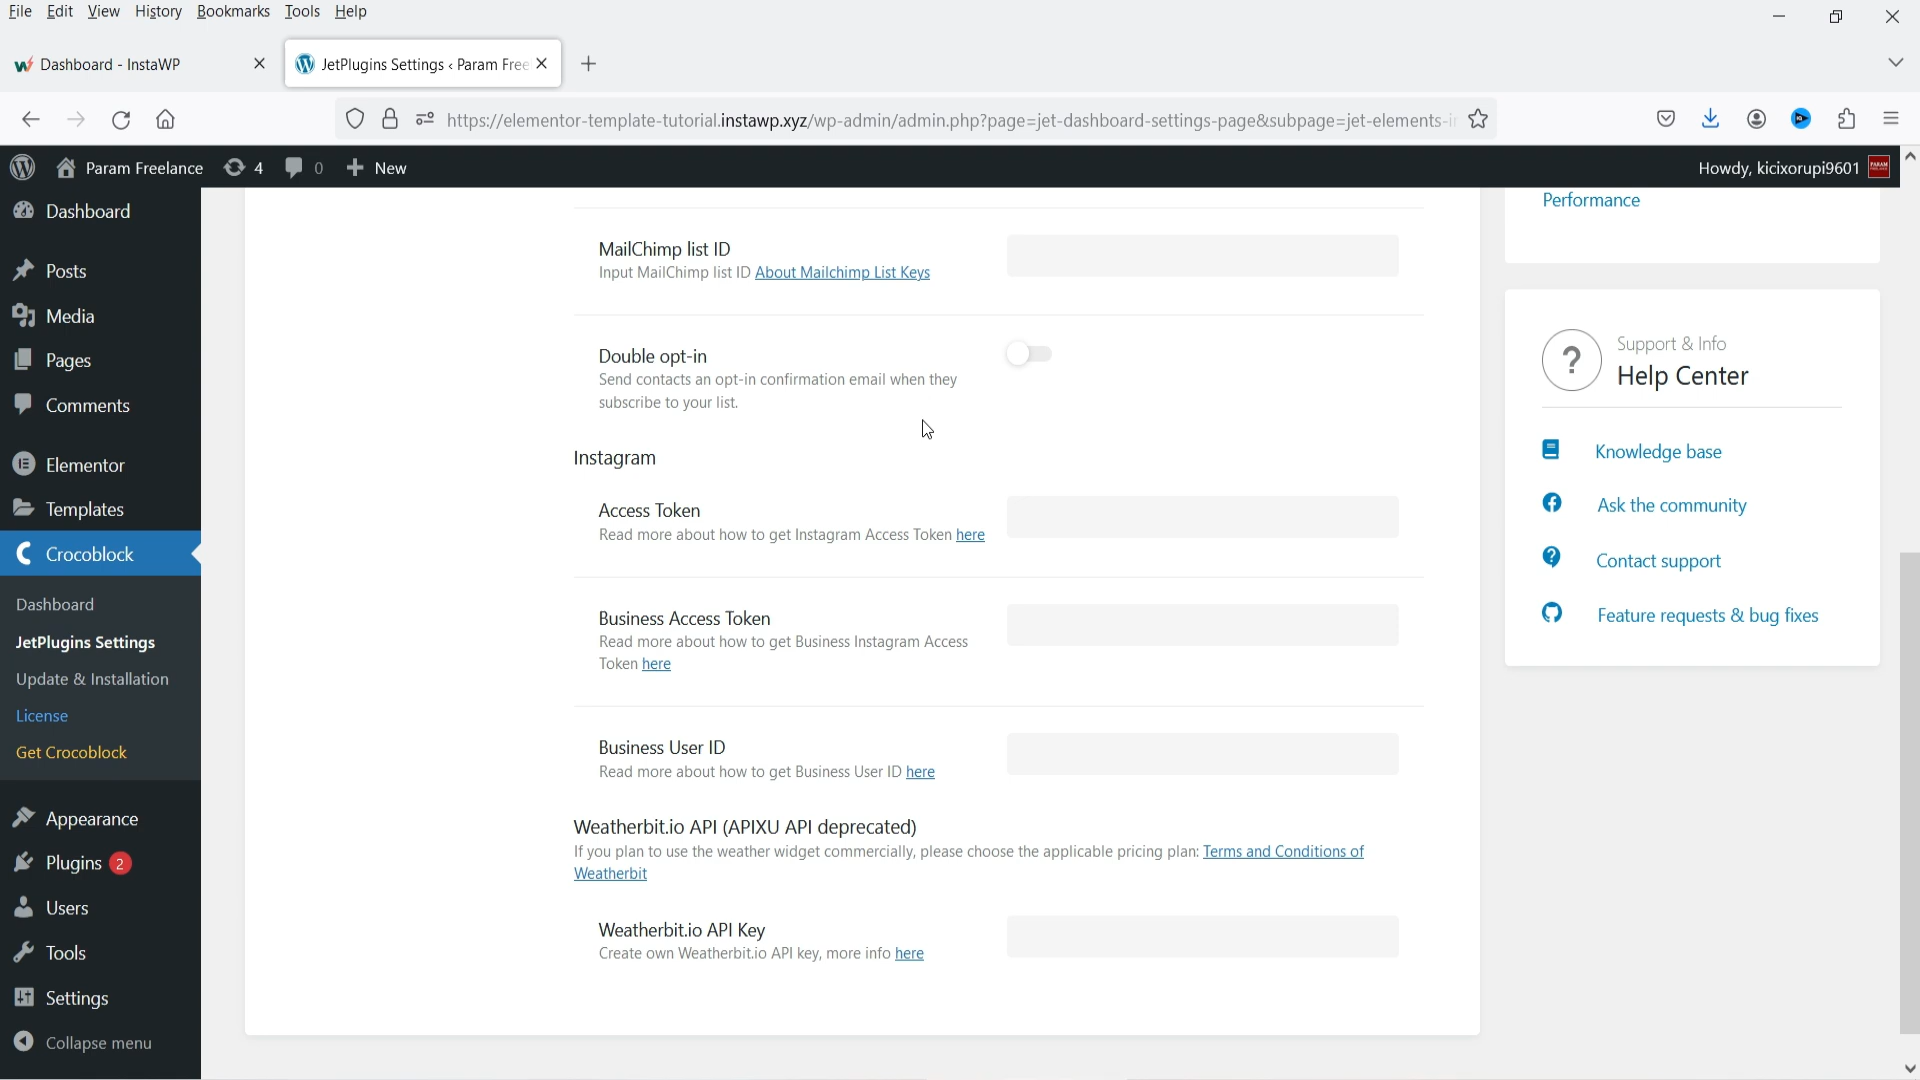 File Edit View History Bookmarks Tools Help
Dashboard - InstaWP
JetPlugins Settings ‹ Param Free
https://elementor-template-tutorial.instawp.xyz/wp-admin/admin.php?page=jet-dashboard-settings-page&subpage=jet-elements-i
Param Freelance 4 0 New
Howdy, kicixorupi9601
Dashboard
Posts
Media
Pages
Comments
Elementor
Templates
Crocoblock
Dashboard
JetPlugins Settings
Update & Installation
License
Get Crocoblock
Appearance
Plugins 2
Users
Tools
Settings
Collapse menu
MailChimp list ID
Input MailChimp list ID About Mailchimp List Keys
Double opt-in
Send contacts an opt-in confirmation email when they
subscribe to your list.
Instagram
Access Token
Read more about how to get Instagram Access Token here
Business Access Token
Read more about how to get Business Instagram Access
Token here
Business User ID
Read more about how to get Business User ID here
Weatherbit.io API (APIXU API deprecated)
If you plan to use the weather widget commercially, please choose the applicable pricing plan: Terms and Conditions of
Weatherbit
Weatherbit.io API Key
Create own Weatherbit.io API key, more info here
Performance
Support & Info
Help Center
Knowledge base
Ask the community
Contact support
Feature requests & bug fixes